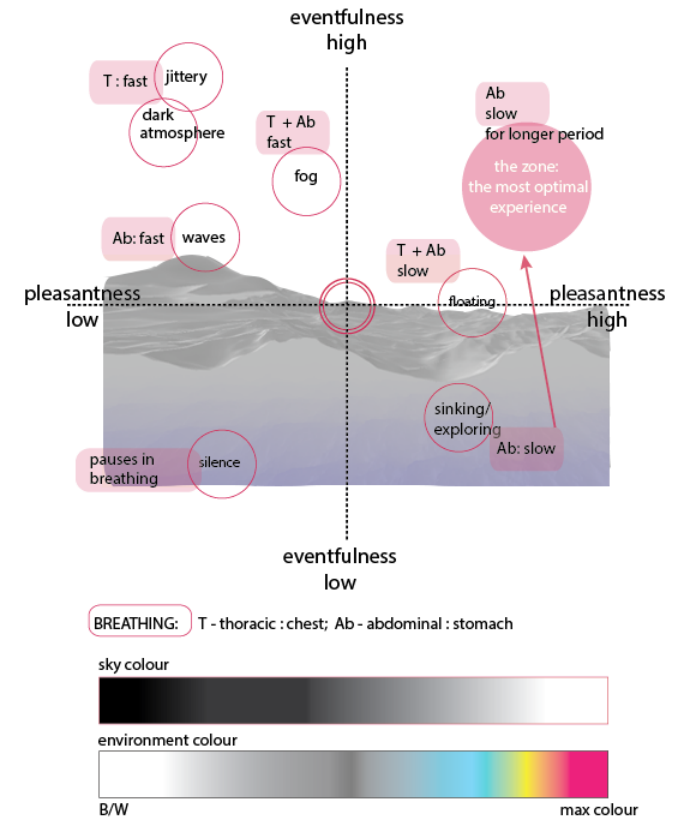 eventfulness
high
T : fast
jittery
dark
atmosphere
T + Ab
fast
fog
Ab
slow
for longer period
the zone:
the most optimal
experience
Ab: fast
waves
T + Ab
slow
floating
pleasantness
low
pleasantness
high
sinking/
exploring
Ab: slow
pauses in
breathing
silence
eventfulness
low
BREATHING: T - thoracic : chest; Ab - abdominal : stomach
sky colour
environment colour
B/W
max colour